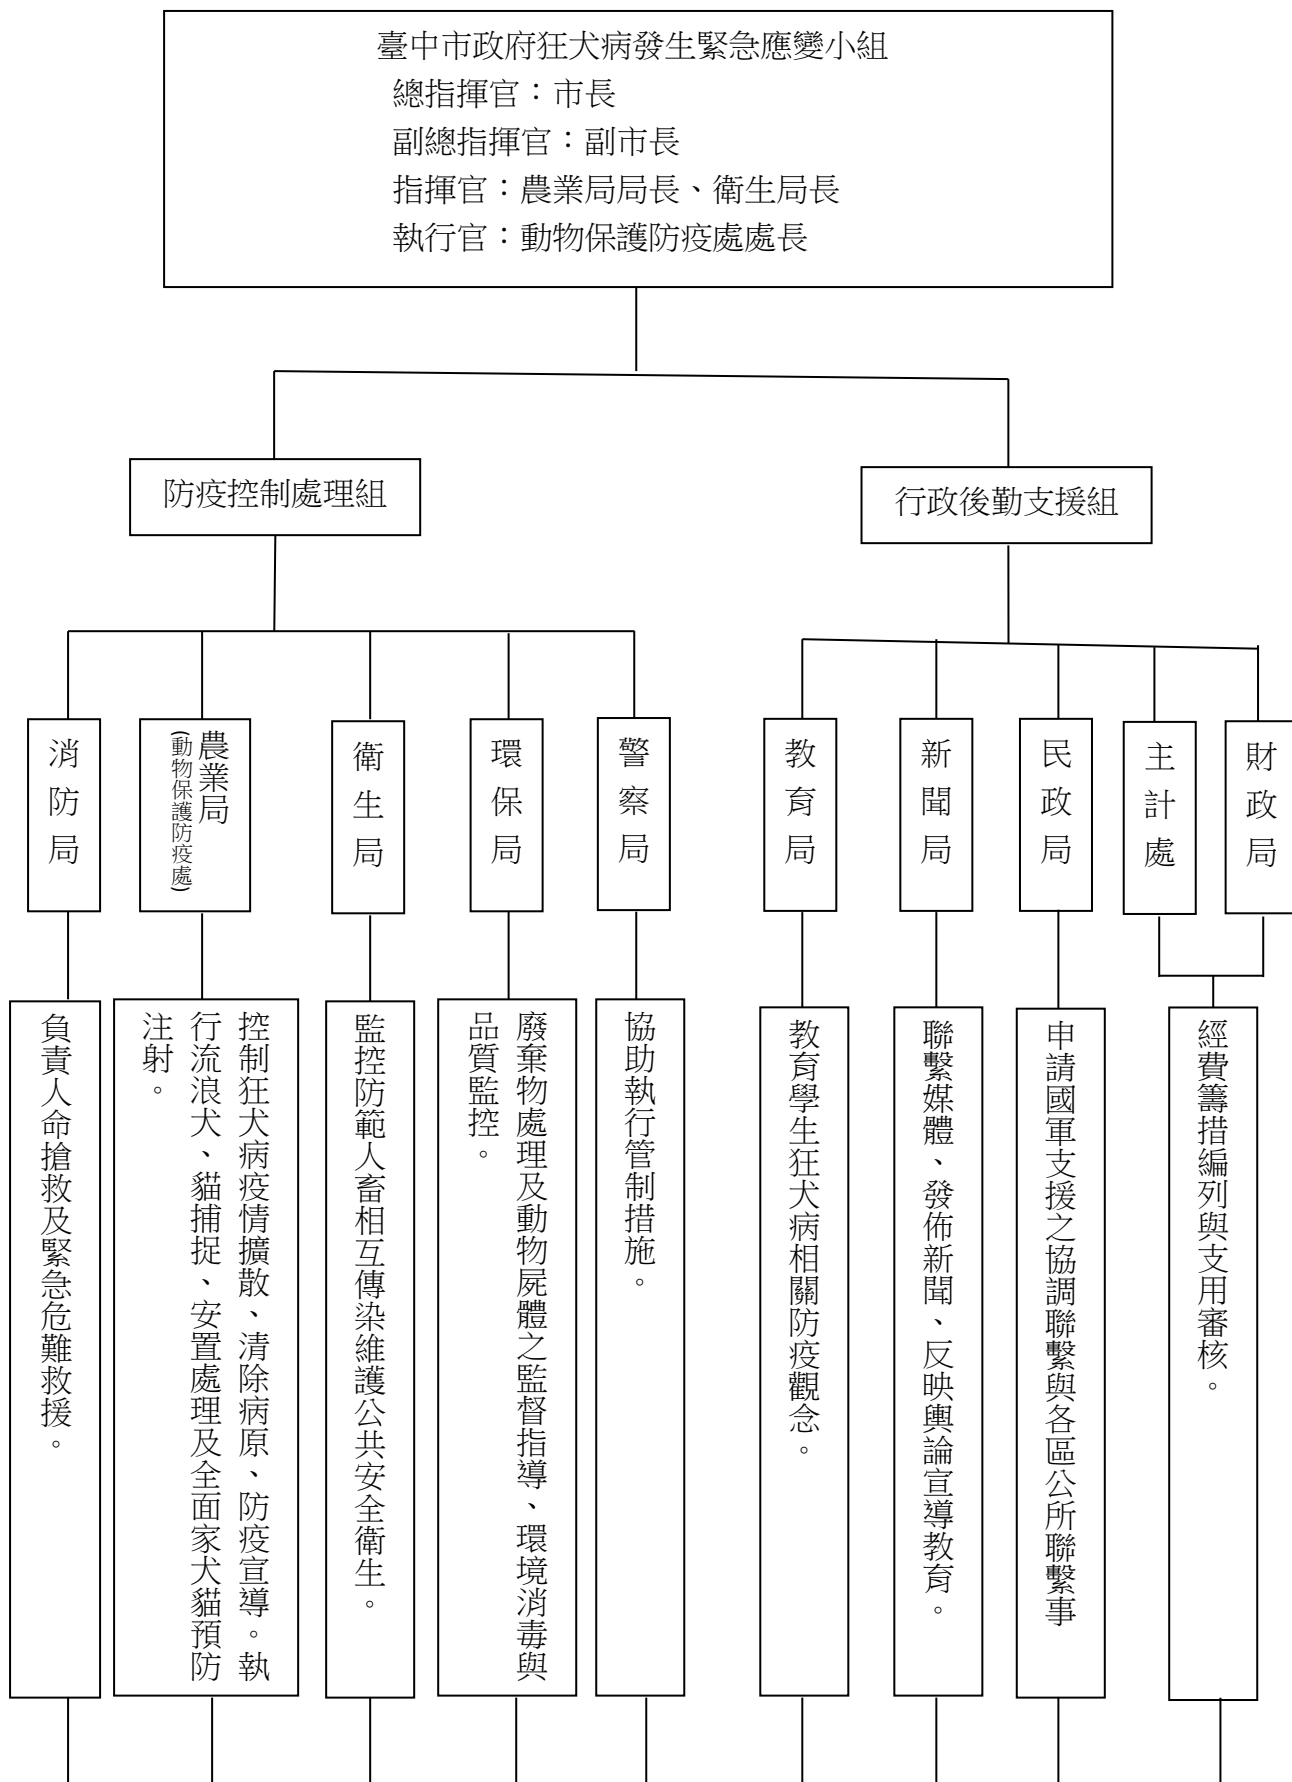 臺中市政府狂犬病發生緊急應變小組
總指揮官：市長
副總指揮官：副市長
指揮官：農業局局長、衛生局長
執行官：動物保護防疫處處長
防疫控制處理組
行政後勤支援組
消防局
農業局
(動物保護防疫處)
衛生局
環保局
警察局
教育局
新聞局
民政局
主計處
財政局
負責人命搶救及緊急危難救援。
控制狂犬病疫情擴散、清除病原、防疫宣導。執
行流浪犬、貓捕捉、安置處理及全面家犬貓預防
注射。
監控防範人畜相互傳染維護公共安全衛生。
廢棄物處理及動物屍體之監督指導、環境消毒與
品質監控。
協助執行管制措施。
教育學生狂犬病相關防疫觀念。
聯繫媒體、發佈新聞、反映輿論宣導教育。
申請國軍支援之協調聯繫與各區公所聯繫事
經費籌措編列與支用審核。